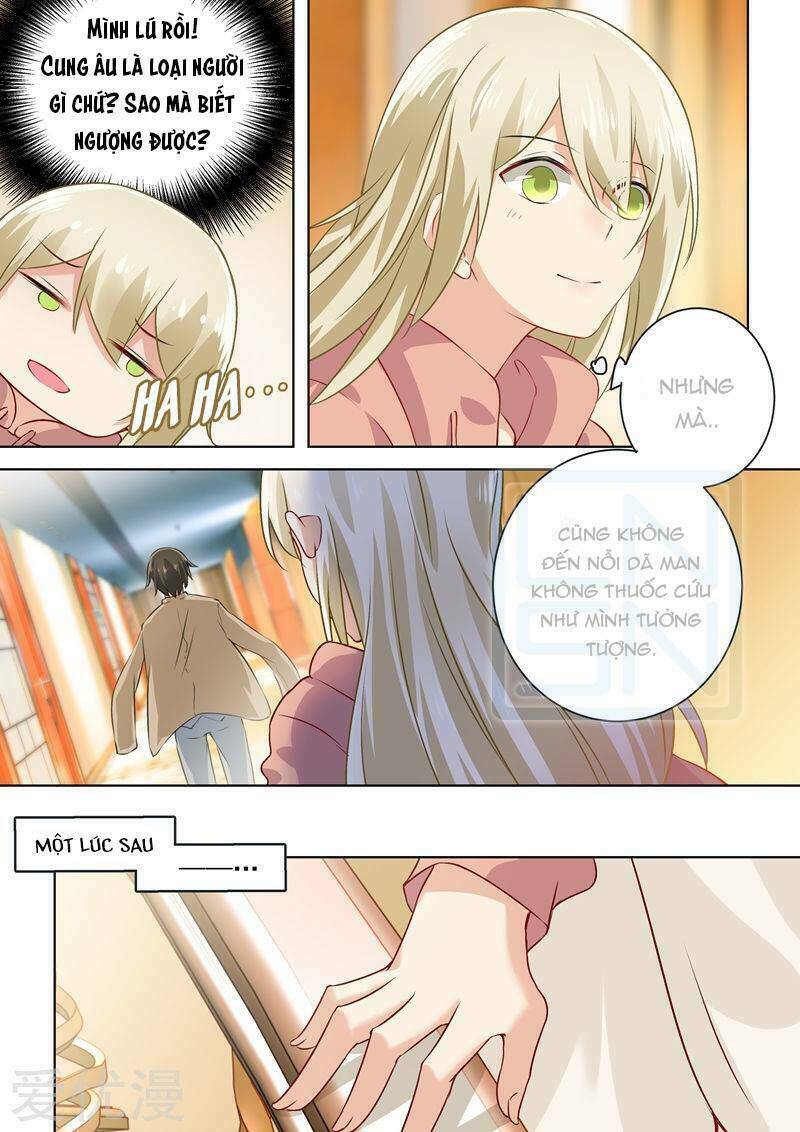 Mình lú rồi!
Cung Âu là loại người
gì chứ? Sao mà biết
ngượng được?
HA HA...
Nhưng
mà..
Cũng không
đến nỗi dã man
không thuốc cứu
như mình tưởng
tượng.
Một lúc sau
——...
爱优漫